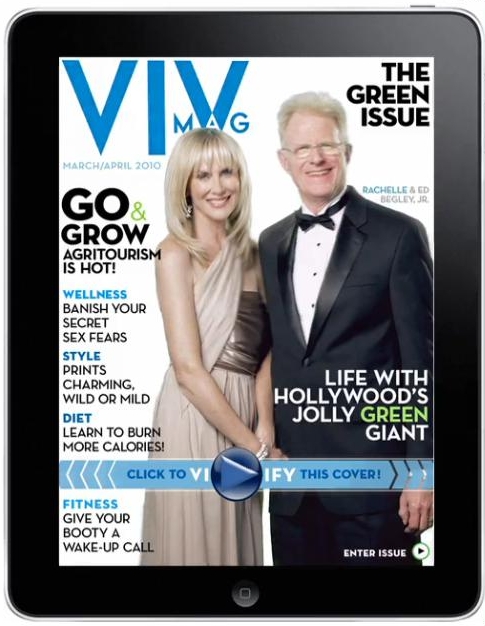 VIV
MAG
MARCH/APRIL 2010
THE
GREEN
ISSUE
RACHELLE & ED
BEGLEY, JR.
GO &
GROW
AGRITOURISM
IS HOT!
WELLNESS
BANISH YOUR
SECRET
SEX FEARS
STYLE
PRINTS
CHARMING,
WILD OR MILD
DIET
LEARN TO BURN
MORE CALORIES!
LIFE WITH
HOLLYWOOD'S
JOLLY GREEN
GIANT
CLICK TO VI IFY THIS COVER!
FITNESS
GIVE YOUR
BOOTY A
WAKE-UP CALL
ENTER ISSUE